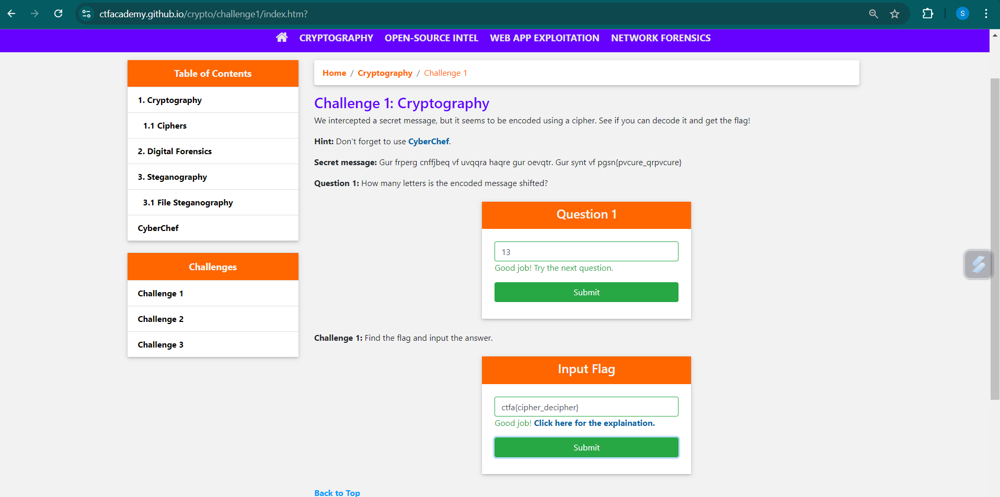 ctfacademy.github.io/crypto/challenge1/index.htm?
S
CRYPTOGRAPHY OPEN-SOURCE INTEL WEB APP EXPLOITATION NETWORK FORENSICS
Table of Contents
1. Cryptography
1.1 Ciphers
2. Digital Forensics
3. Steganography
3.1 File Steganography
CyberChef
Challenges
Challenge 1
Challenge 2
Challenge 3
Home / Cryptography / Challenge 1
Challenge 1: Cryptography
We intercepted a secret message, but it seems to be encoded using a cipher. See if you can decode it and get the flag!
Hint: Don't forget to use CyberChef.
Secret message: Gur frperg cnffjbeq vf uvqqra haqre gur oevqtr. Gur synt vf pgsn{pvcure_qrpvcure}
Question 1: How many letters is the encoded message shifted?
Question 1
13
Good job! Try the next question.
Submit
Challenge 1: Find the flag and input the answer.
Input Flag
ctfa{cipher_decipher}
Good job! Click here for the explaination.
Submit
Back to Top